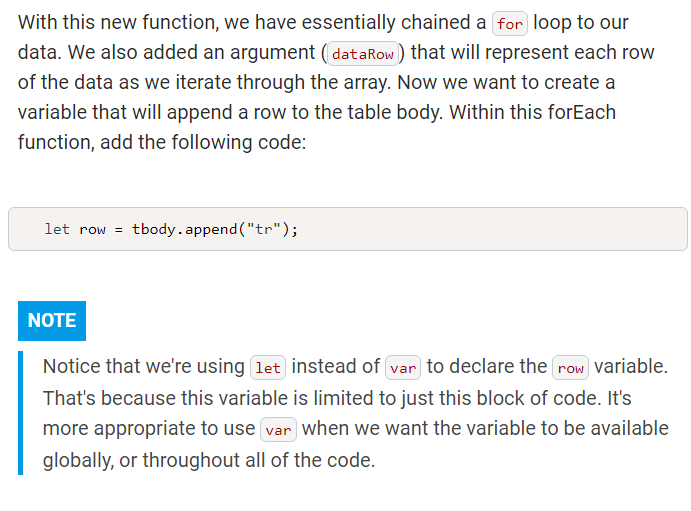 With this new function, we have essentially chained a for loop to our
data. We also added an argument (dataRow) that will represent each row
of the data as we iterate through the array. Now we want to create a
variable that will append a row to the table body. Within this forEach
function, add the following code:
let row = tbody.append("tr");
NOTE
Notice that we're using let instead of var to declare the row variable.
That's because this variable is limited to just this block of code. It's
more appropriate to use var when we want the variable to be available
globally, or throughout all of the code.